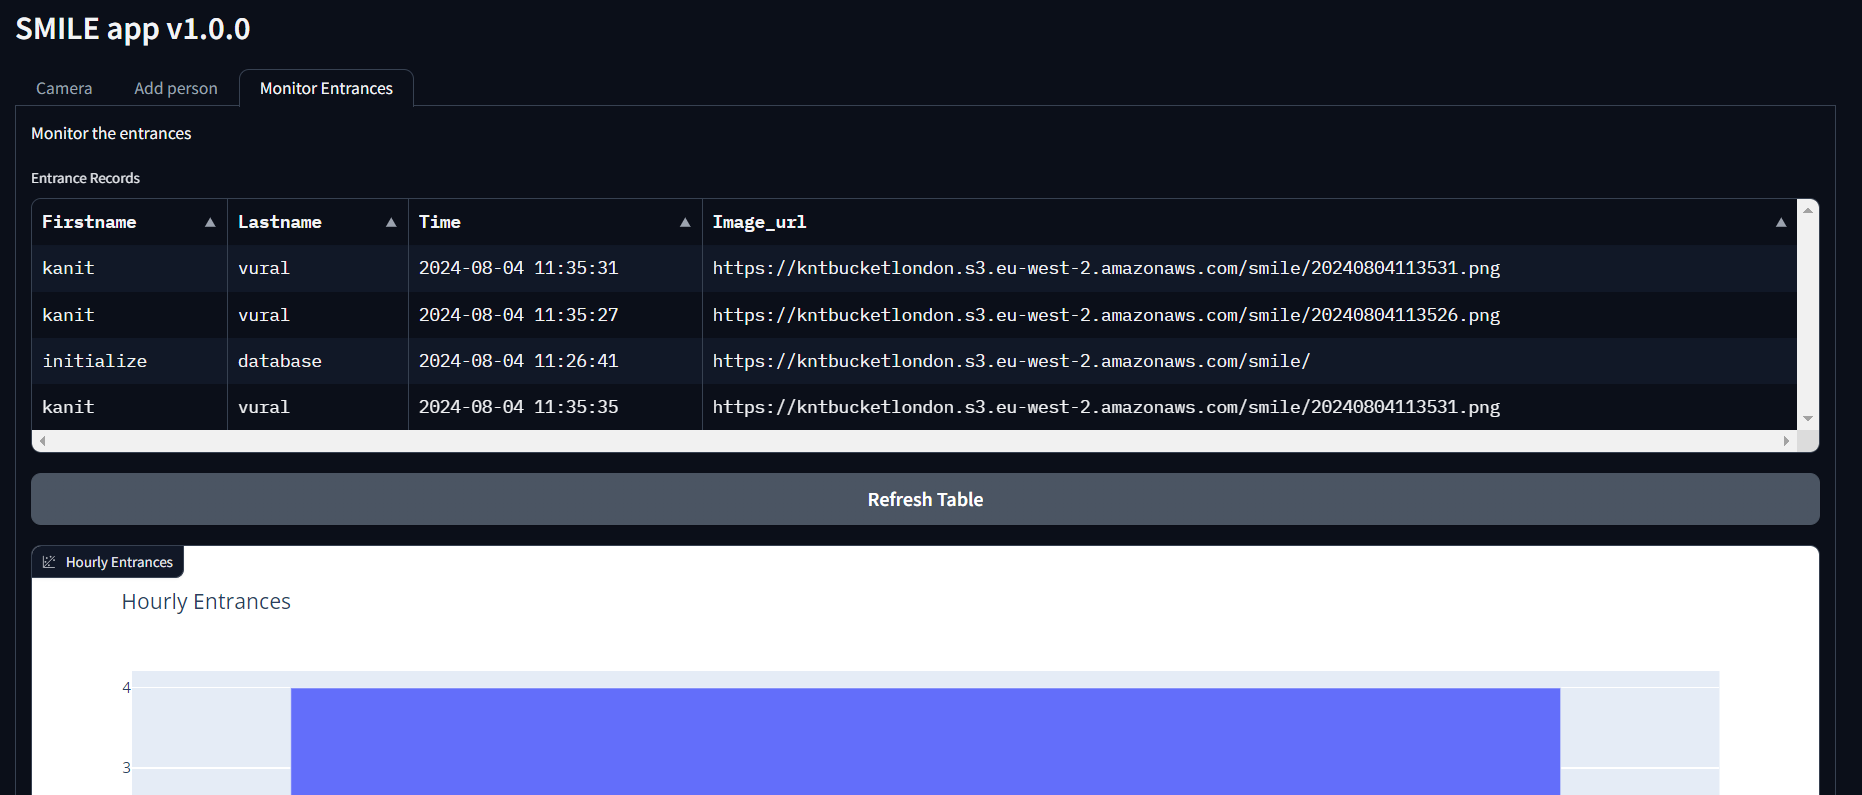 SMILE app v1.0.0
Camera Add person Monitor Entrances
Monitor the entrances
Entrance Records
Firstname Lastname Time Image_url
kanit vural 2024-08-04 11:35:31 https://kntbucketlondon.s3.eu-west-2.amazonaws.com/smile/20240804113531.png
kanit vural 2024-08-04 11:35:27 https://kntbucketlondon.s3.eu-west-2.amazonaws.com/smile/20240804113526.png
initialize database 2024-08-04 11:26:41 https://kntbucketlondon.s3.eu-west-2.amazonaws.com/smile/
kanit vural 2024-08-04 11:35:35 https://kntbucketlondon.s3.eu-west-2.amazonaws.com/smile/20240804113531.png
Refresh Table
Hourly Entrances
Hourly Entrances
4
3